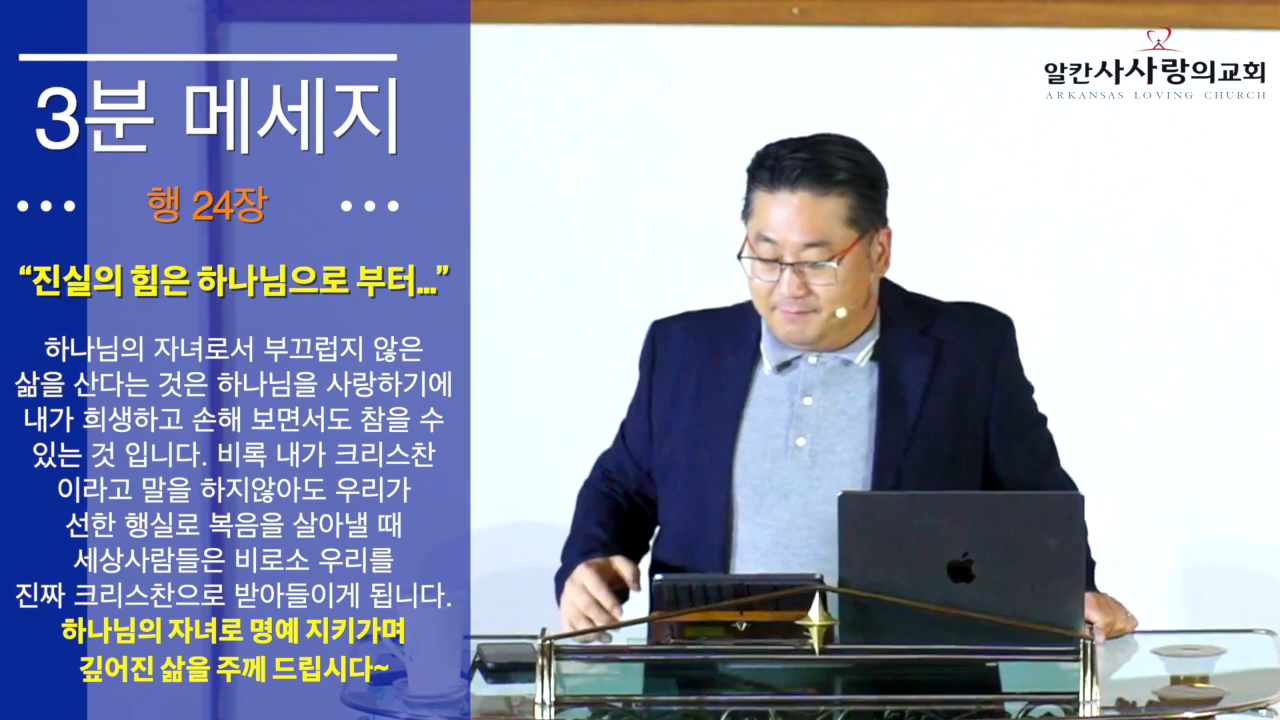 3분 메세지
행 24장
“진실의 힘은 하나님으로 부터...”
하나님의 자녀로서 부끄럽지 않은
삶을 산다는 것은 하나님을 사랑하기에
내가 희생하고 손해 보면서도 참을 수
있는 것 입니다. 비록 내가 크리스찬
이라고 말을 하지않아도 우리가
선한 행실로 복음을 살아낼 때
세상사람들은 비로소 우리를
진짜 크리스찬으로 받아들이게 됩니다.
하나님의 자녀로 명예 지키가며
깊어진 삶을 주께 드립시다~
알칸사사랑의교회
ARKANSAS LOVING CHURCH